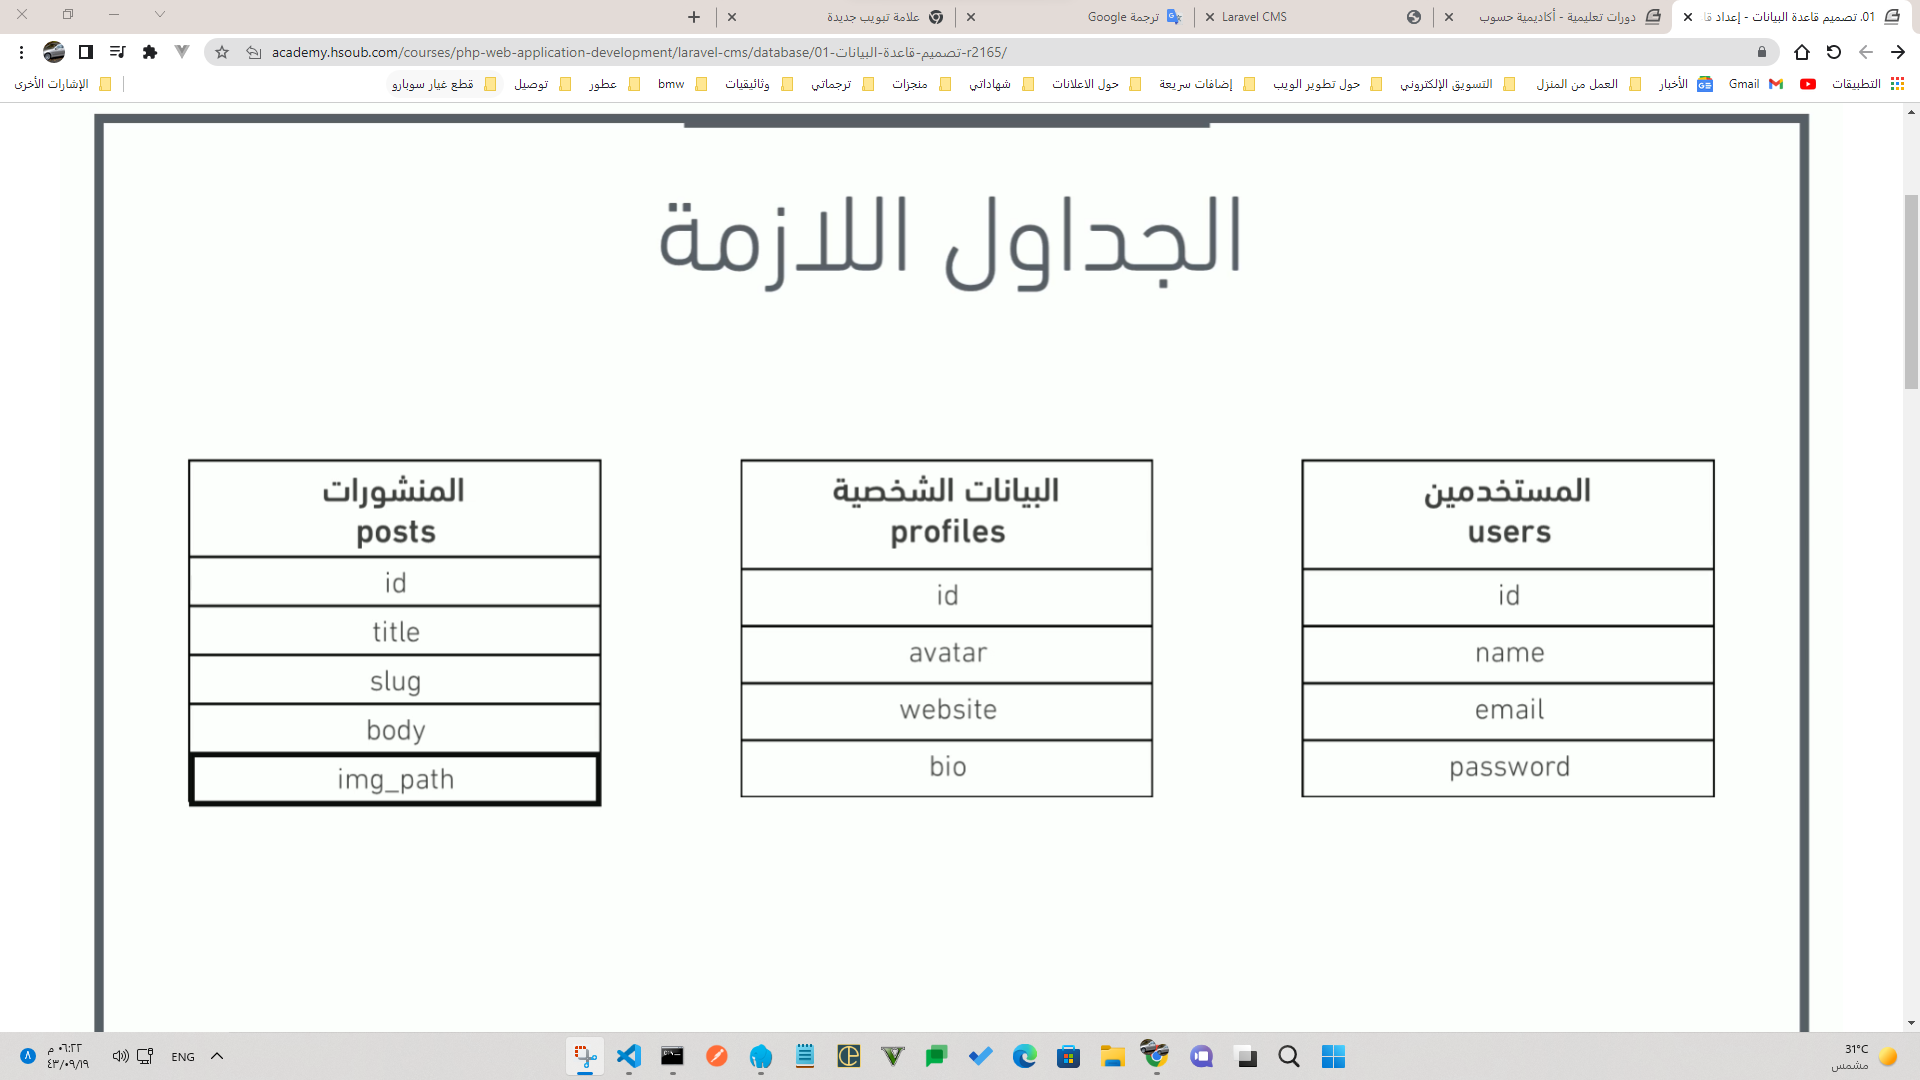 01. تصميم قاعدة البيانات - إعداد قا
دورات تعليمية - أكاديمية حسوب
Laravel CMS
ترجمة Google
علامة تبويب جديدة
academy.hsoub.com/courses/php-web-application-development/laravel-cms/database/01-تصميم-قاعدة-البيانات-r2165/
التطبيقات
Gmail
الأخبار
العمل من المنزل
التسويق الإلكتروني
حول تطوير الويب
إضافات سريعة
حول الاعلانات
شهاداتي
منجزات
ترجماتي
وثائيقيات
bmw
عطور
توصيل
قطع غيار سوبارو
الإشارات الأخرى
الجداول اللازمة
المستخدمين
users
id
name
email
password
البيانات الشخصية
profiles
id
avatar
website
bio
المنشورات
posts
id
title
slug
body
img_path
31°C
مشمس
ENG
٠٦:٢٢ م
٤٣/٠٩/١٩
٨